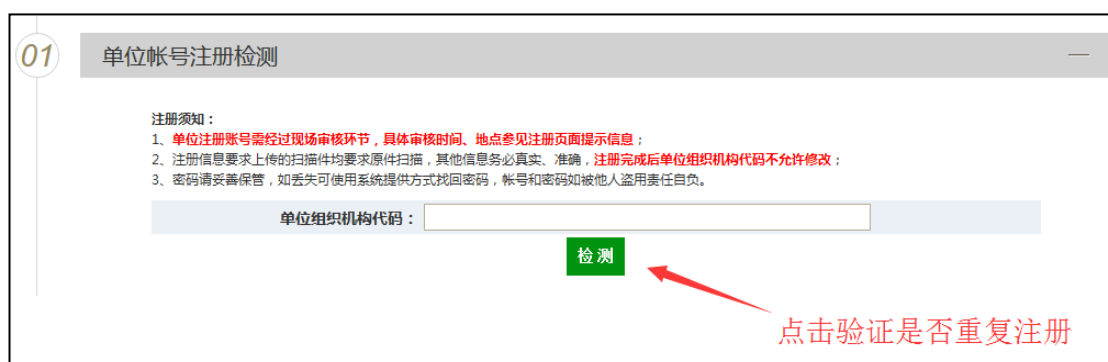 01
单位帐号注册检测
注册须知：
1、单位注册账号需经过现场审核环节，具体审核时间、地点参见注册页面提示信息；
2、注册信息要求上传的扫描件均要求原件扫描，其他信息务必真实、准确，注册完成后单位组织机构代码不允许修改；
3、密码请妥善保管，如丢失可使用系统提供方式找回密码，帐号和密码如被他人盗用责任自负。
单位组织机构代码：
检测
点击验证是否重复注册